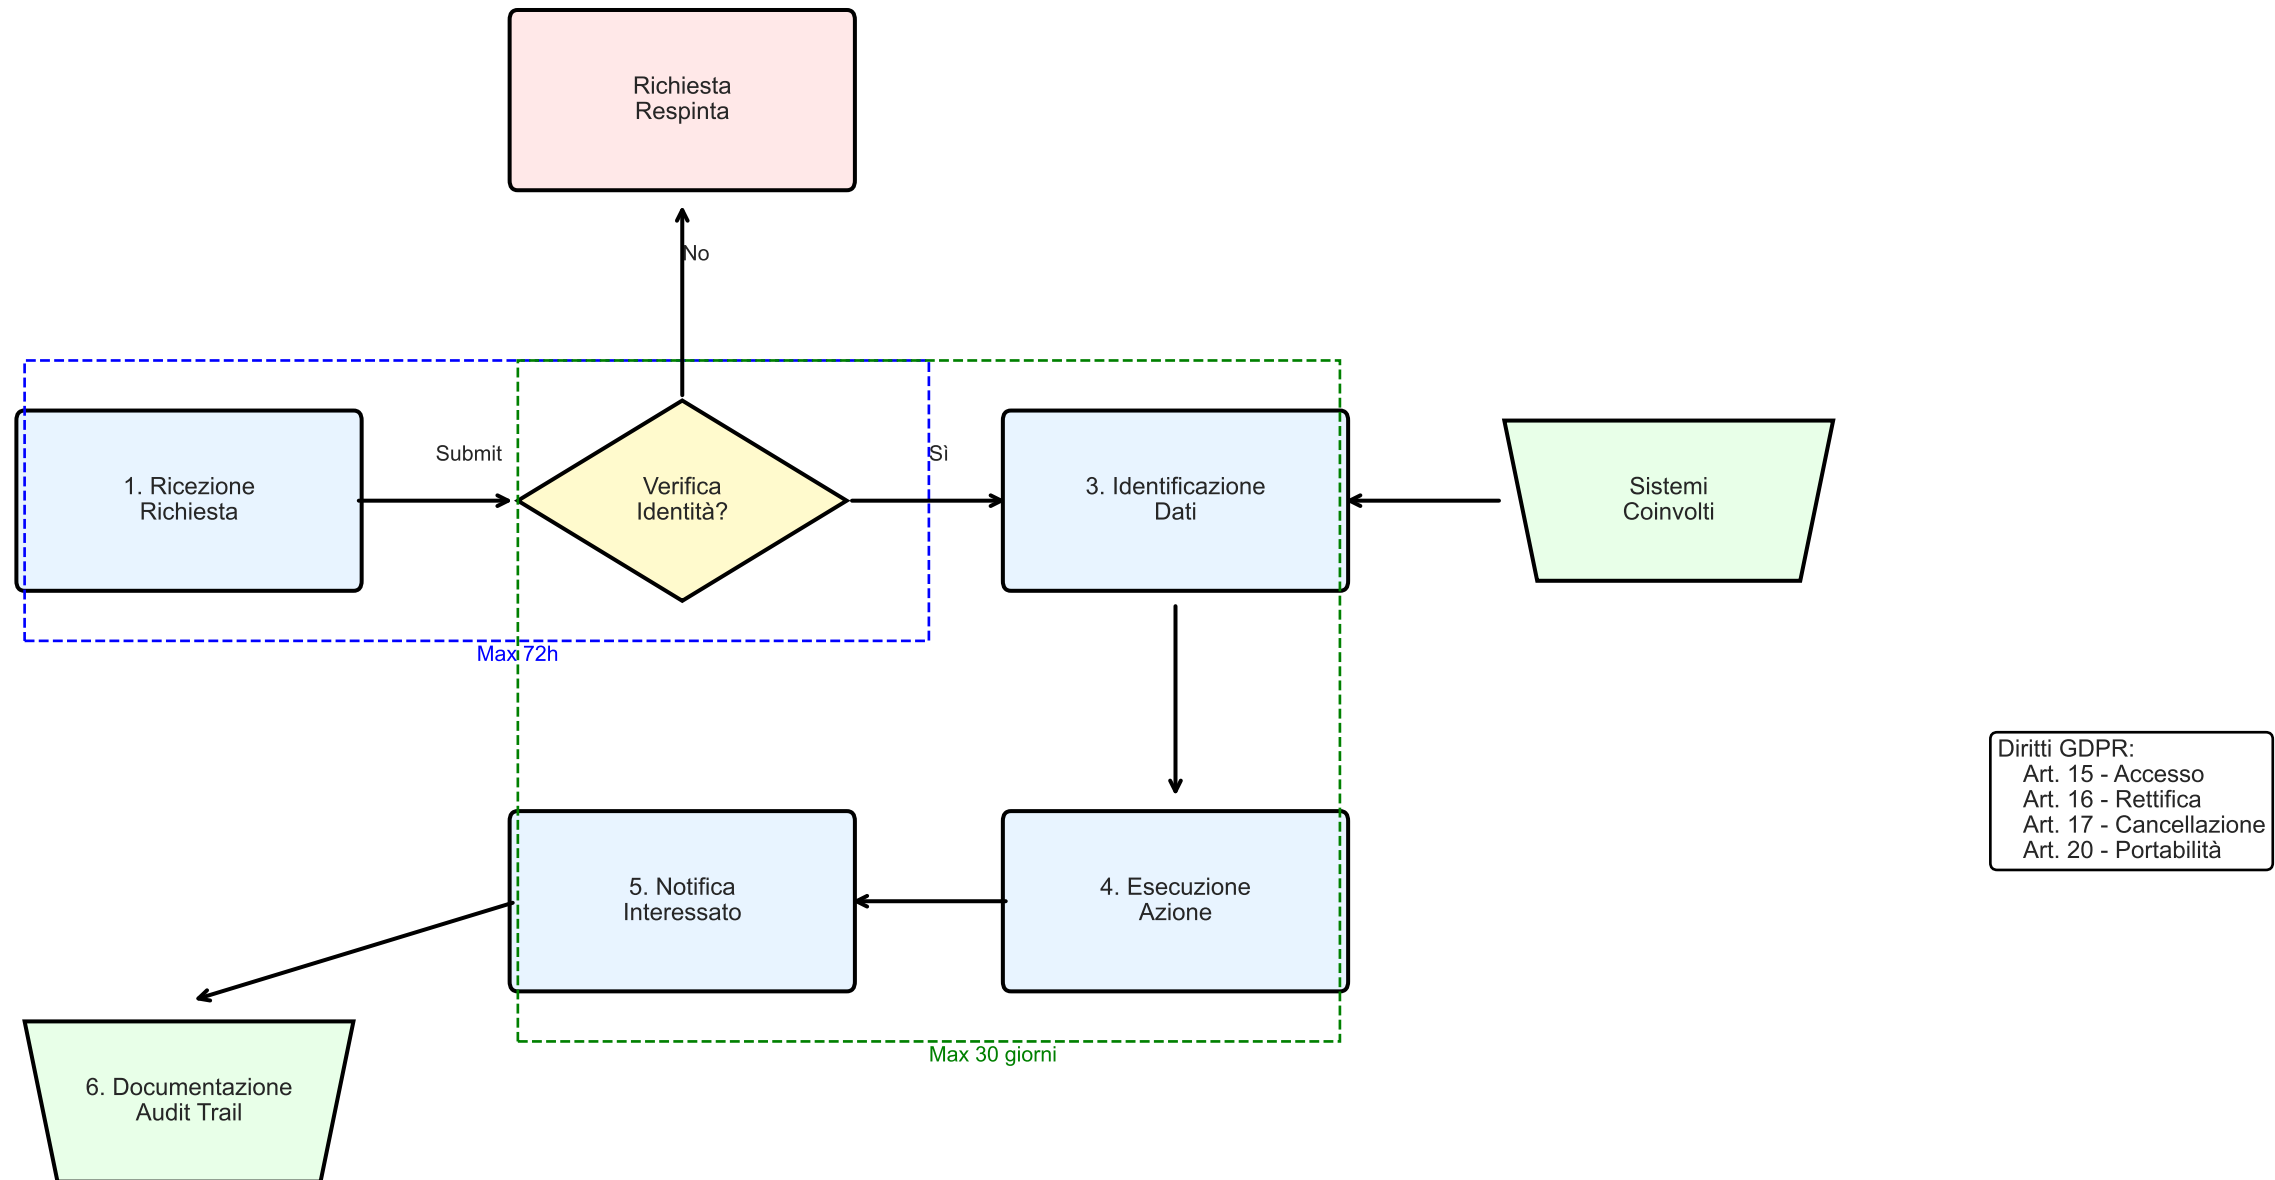 Richiesta
Respinta
No
1. Ricezione
Richiesta
Submit
Verifica
Identità?
Sì
3. Identificazione
Dati
Sistemi
Coinvolti
Max 72h
Diritti GDPR:
Art. 15 - Accesso
Art. 16 - Rettifica
Art. 17 - Cancellazione
Art. 20 - Portabilità
5. Notifica
Interessato
4. Esecuzione
Azione
Max 30 giorni
6. Documentazione
Audit Trail